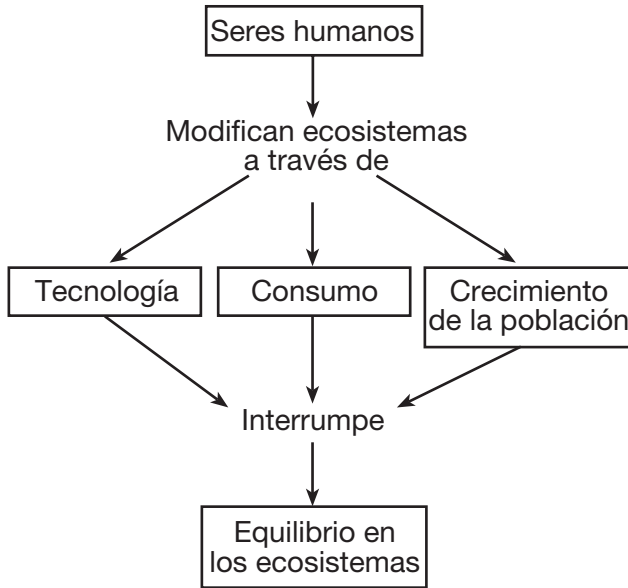 Seres humanos
Modifican ecosistemas
a través de
Tecnología
Consumo
Crecimiento
de la población
Interrumpe
Equilibrio en
los ecosistemas